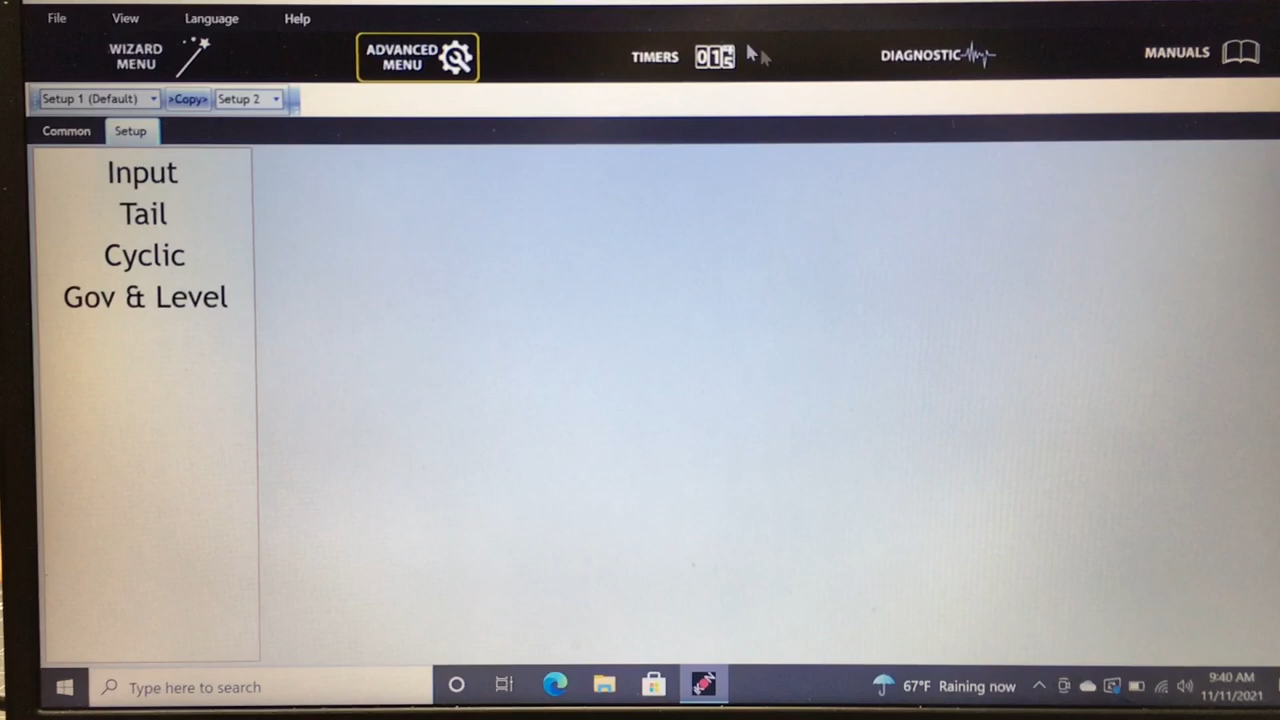 File View Language Help
WIZARD MENU
ADVANCED MENU
TIMERS
DIAGNOSTIC
MANUALS
Setup 1 (Default) >Copy> Setup 2
Common Setup
Input
Tail
Cyclic
Gov & Level
Type here to search
67°F Raining now
9:40 AM
11/11/2021